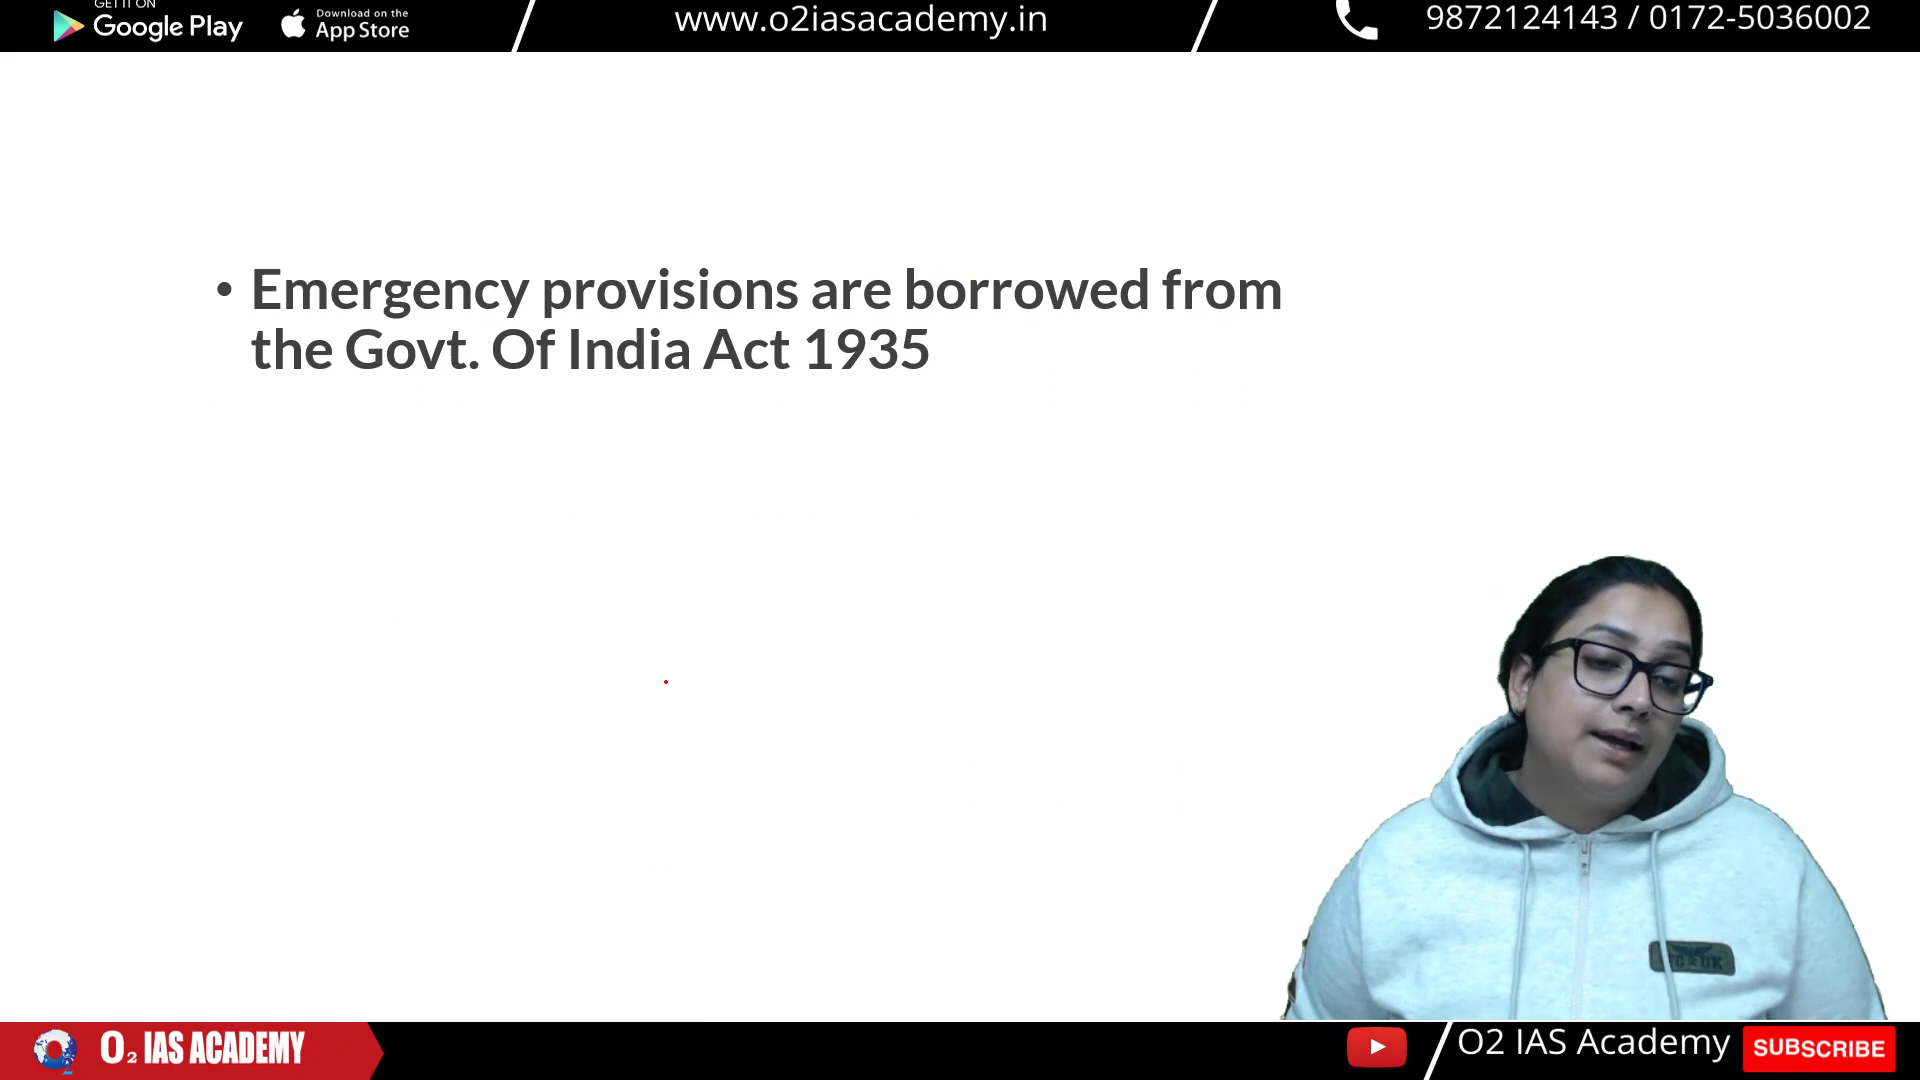 GET IT ON
Google Play
Download on the
App Store
www.o2iasacademy.in
9872124143 / 0172-5036002
• Emergency provisions are borrowed from
the Govt. Of India Act 1935
O2 IAS ACADEMY
O2 IAS Academy
SUBSCRIBE